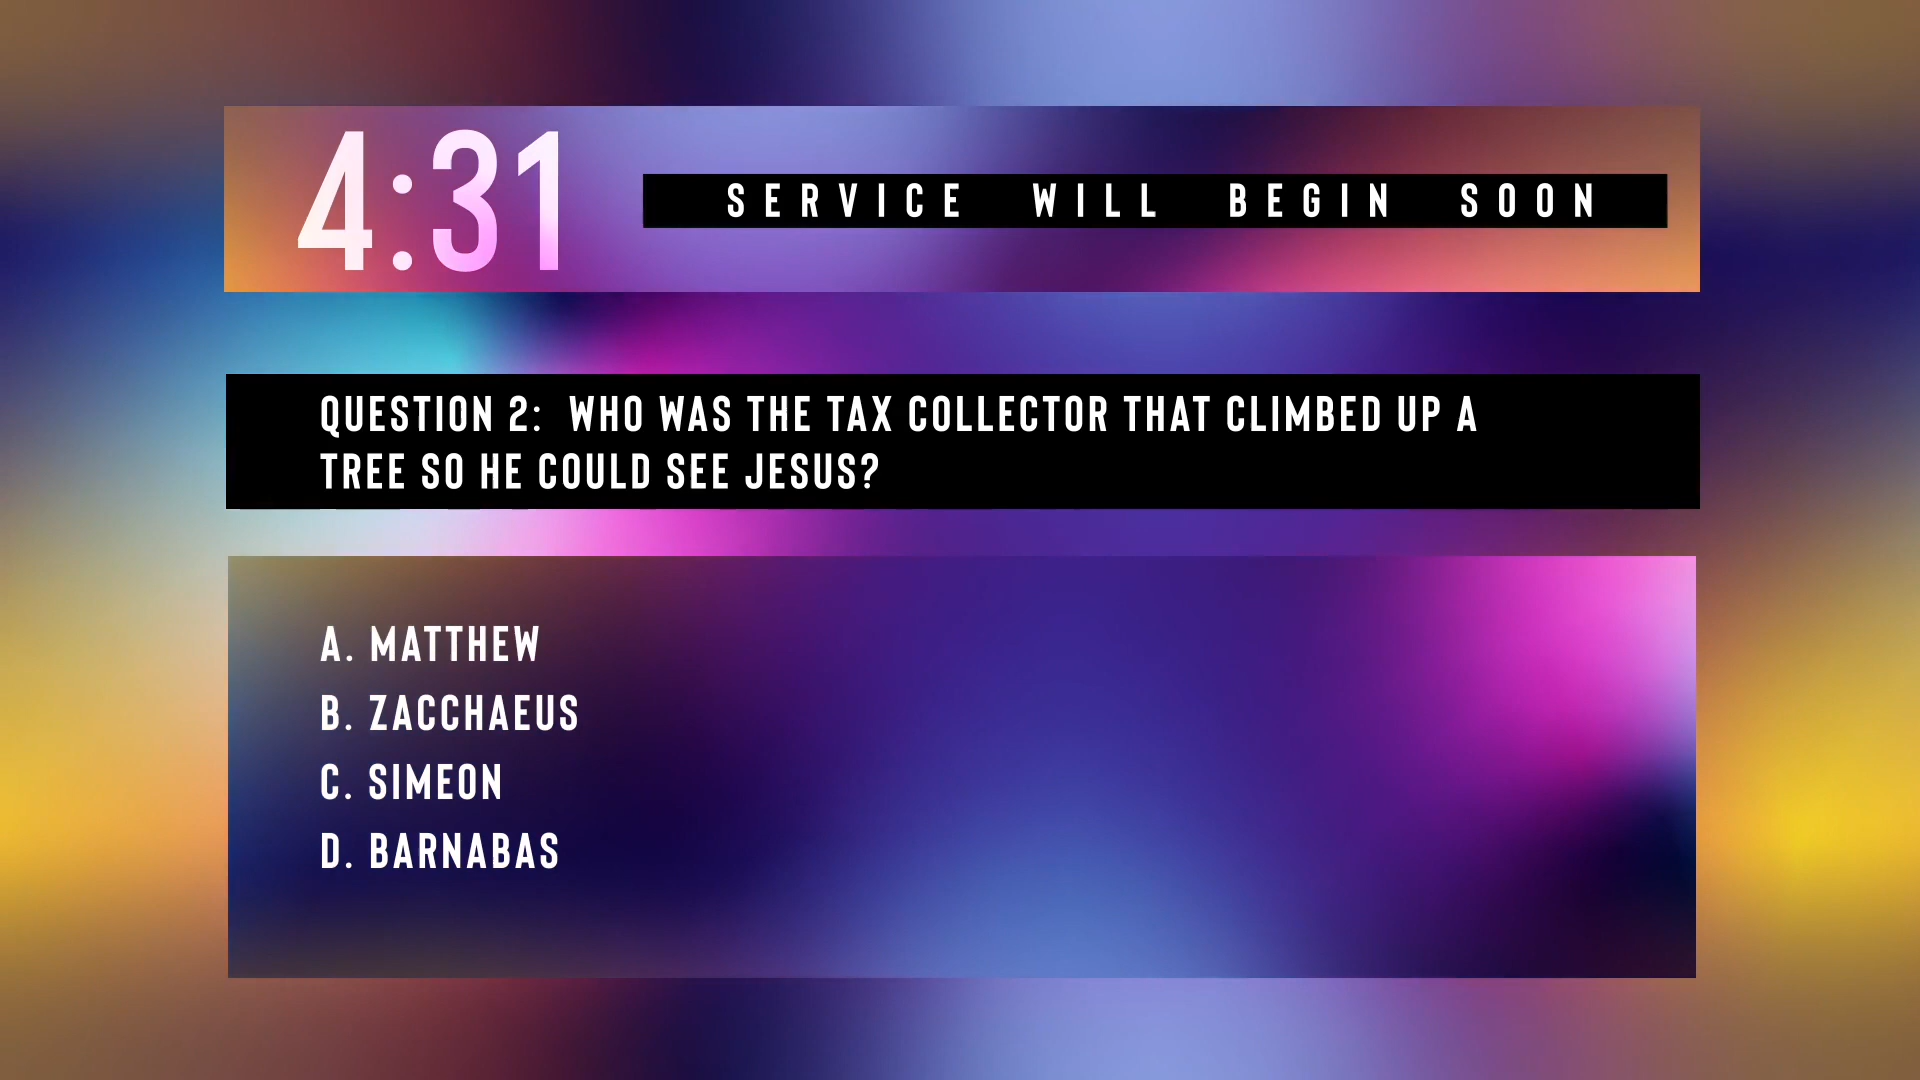 4:31
SERVICE WILL BEGIN SOON
QUESTION 2: WHO WAS THE TAX COLLECTOR THAT CLIMBED UP A
TREE SO HE COULD SEE JESUS?
A. MATTHEW
B. ZACCHAEUS
C. SIMEON
D. BARNABAS